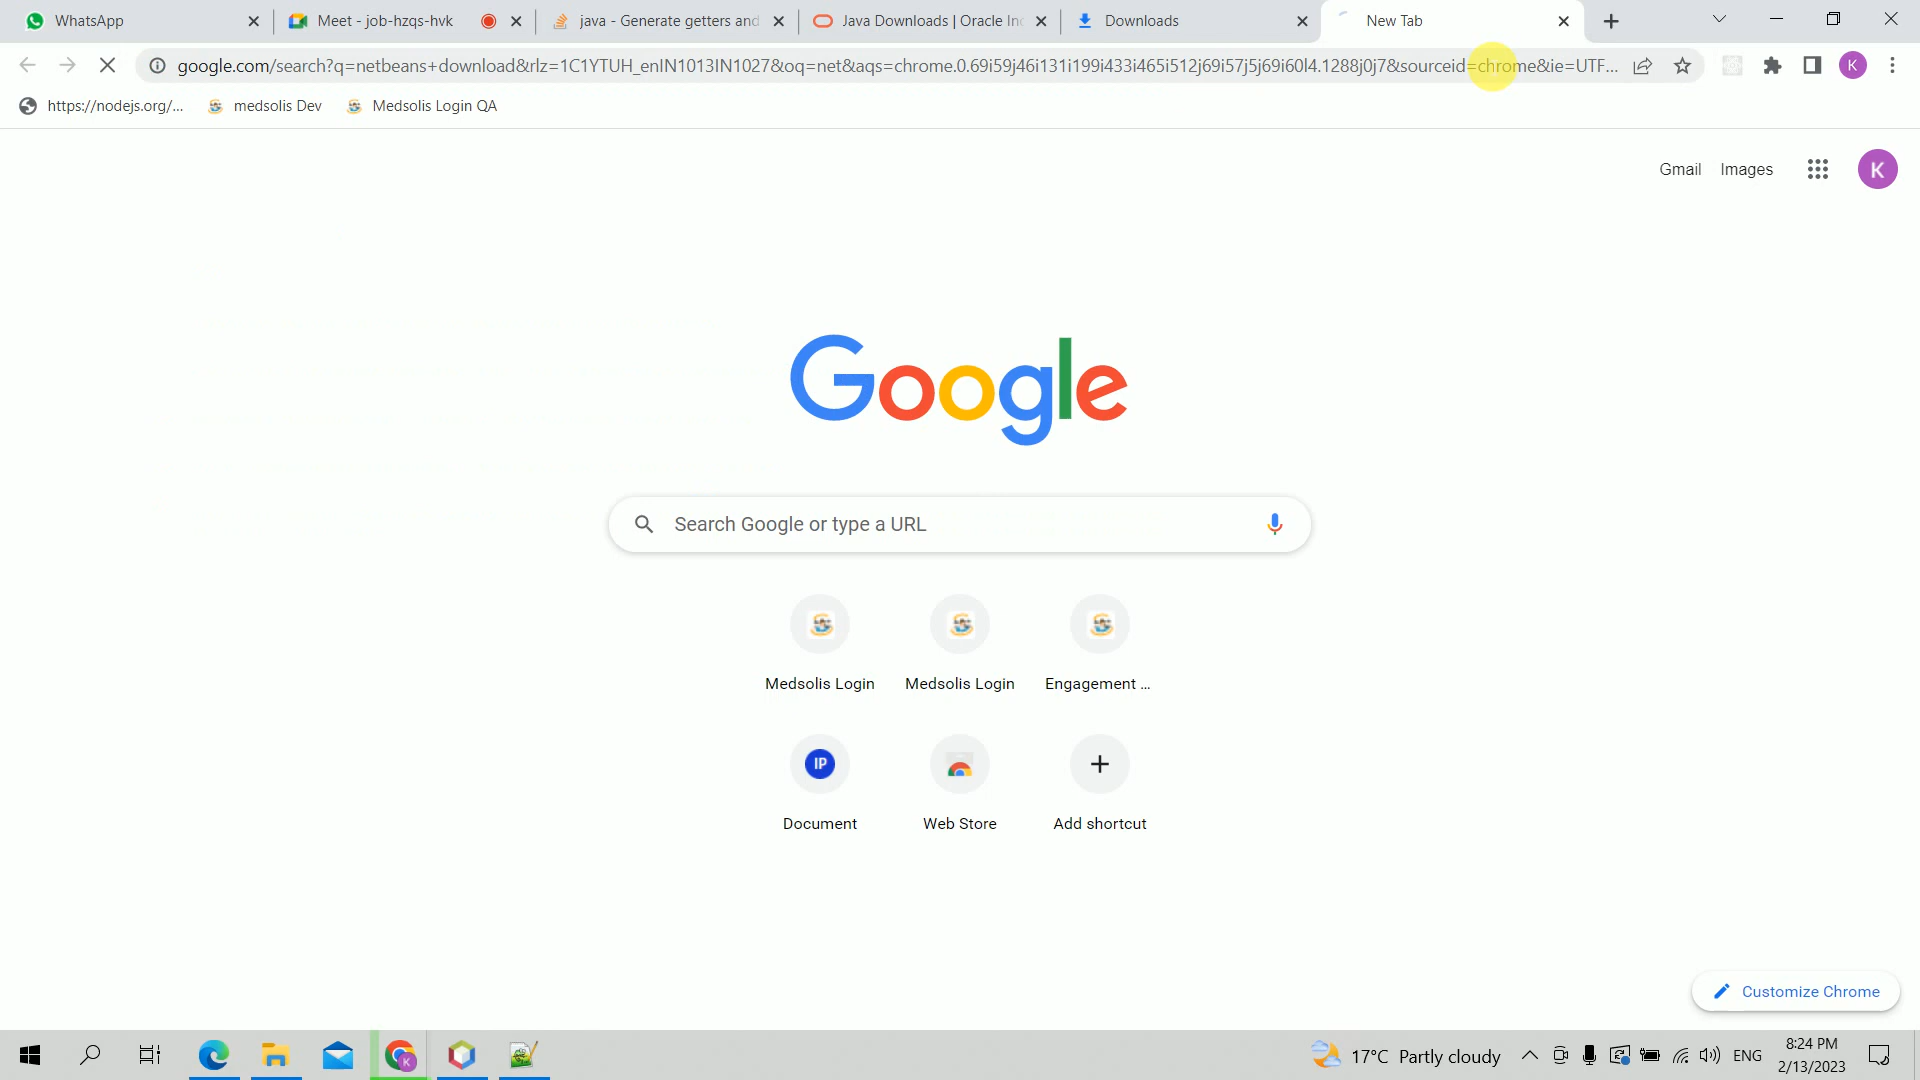 WhatsApp
Meet - job-hzqs-hvk
java - Generate getters and
Java Downloads | Oracle In
Downloads
New Tab
google.com/search?q=netbeans+download&rlz=1C1YTUH_enIN1013IN1027&oq=net&aqs=chrome.0.69i59j46i131i199i433i465i512j69i57j5j69i60l4.1288j0j7&sourceid=chrome&ie=UTF...
K
https://nodejs.org/...
medsolis Dev
Medsolis Login QA
Gmail
Images
K
Google
Search Google or type a URL
Medsolis Login
Medsolis Login
Engagement ...
IP
Document
Web Store
Add shortcut
Customize Chrome
K
17°C Partly cloudy
ENG
8:24 PM
2/13/2023